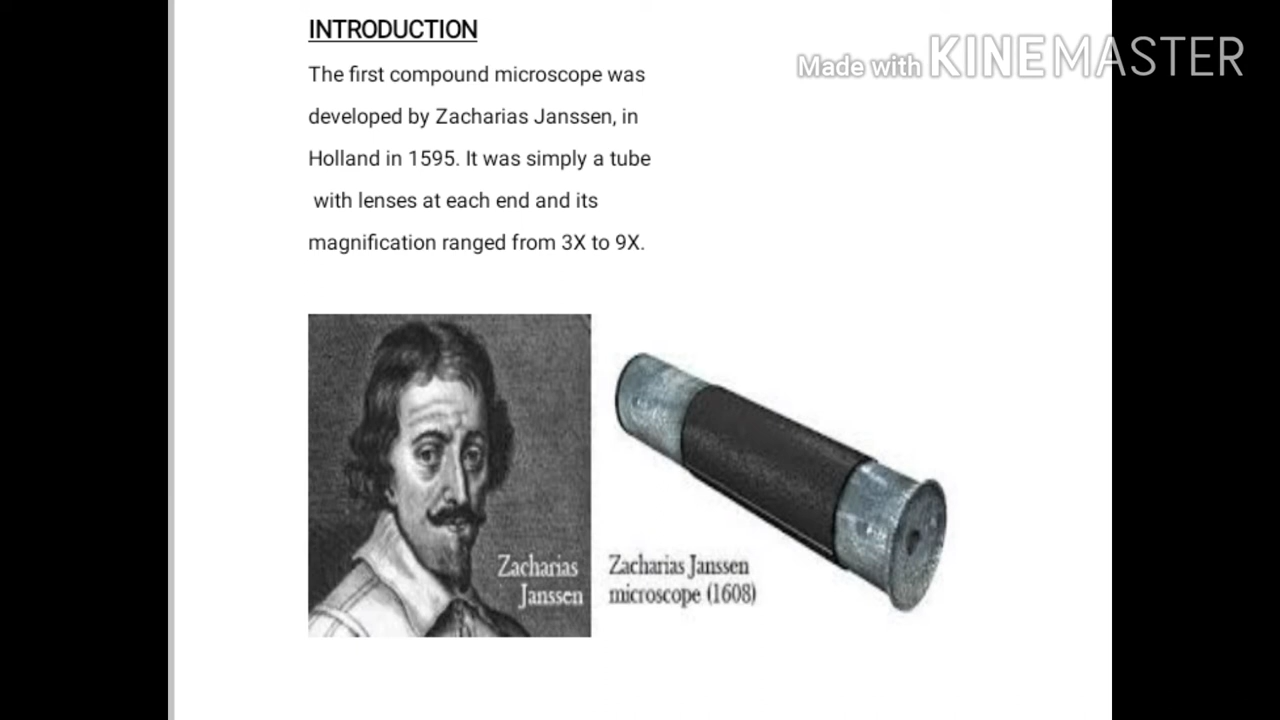 INTRODUCTION
Made with KINEMASTER
The first compound microscope was
developed by Zacharias Janssen, in
Holland in 1595. It was simply a tube
with lenses at each end and its
magnification ranged from 3X to 9X.
Zacharias
Janssen
Zacharias Janssen
microscope (1608)